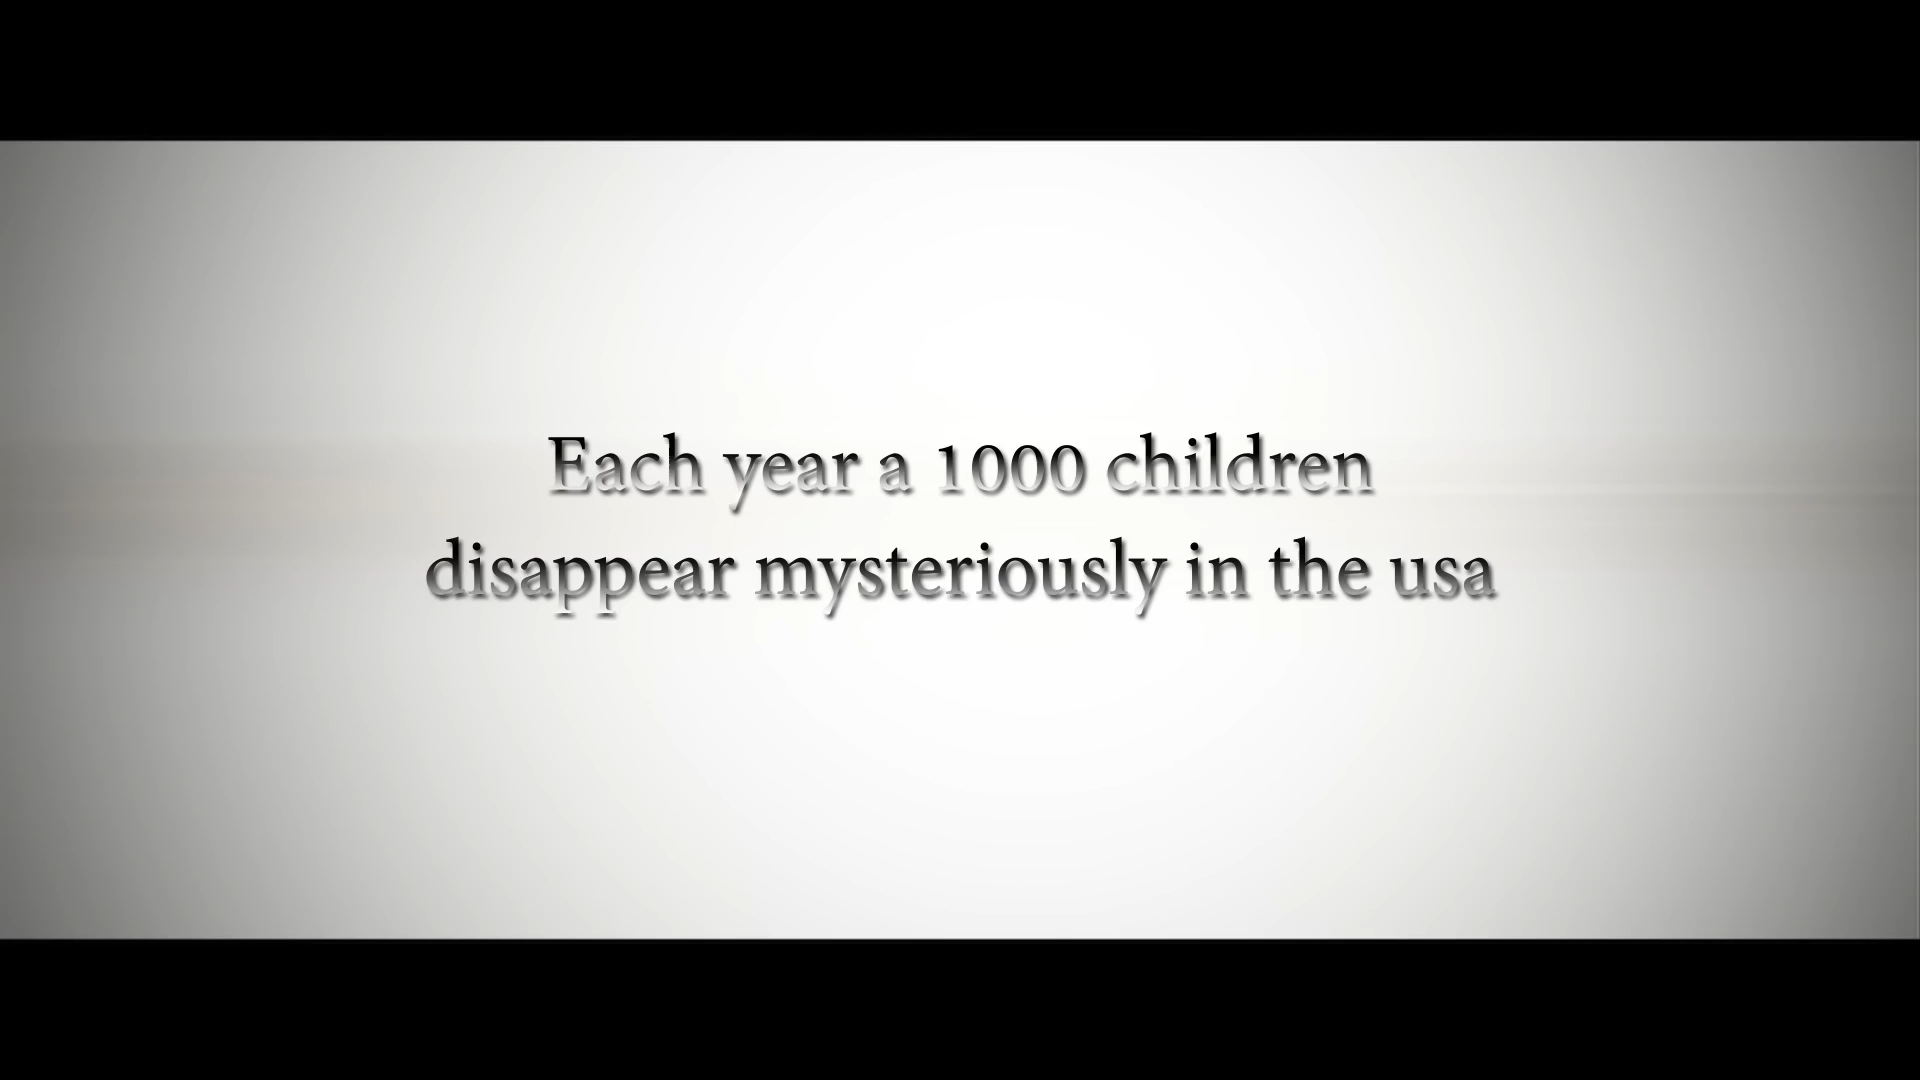 Each year a 1000 children
disappear mysteriously in the usa